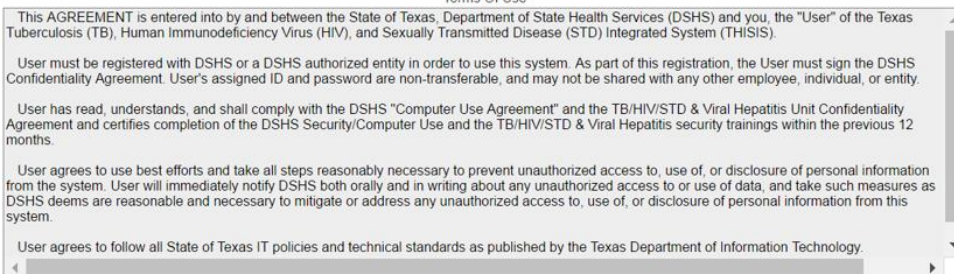 Terms Of Use
This AGREEMENT is entered into by and between the State of Texas, Department of State Health Services (DSHS) and you, the "User" of the Texas
Tuberculosis (TB), Human Immunodeficiency Virus (HIV), and Sexually Transmitted Disease (STD) Integrated System (THISIS).
User must be registered with DSHS or a DSHS authorized entity in order to use this system. As part of this registration, the User must sign the DSHS
Confidentiality Agreement. User's assigned ID and password are non-transferable, and may not be shared with any other employee, individual, or entity.
User has read, understands, and shall comply with the DSHS "Computer Use Agreement" and the TB/HIV/STD & Viral Hepatitis Unit Confidentiality
Agreement and certifies completion of the DSHS Security/Computer Use and the TB/HIV/STD & Viral Hepatitis security trainings within the previous 12
months.
User agrees to use best efforts and take all steps reasonably necessary to prevent unauthorized access to, use of, or disclosure of personal information
from the system. User will immediately notify DSHS both orally and in writing about any unauthorized access to or use of data, and take such measures as
DSHS deems are reasonable and necessary to mitigate or address any unauthorized access to, use of, or disclosure of personal information from this
system.
User agrees to follow all State of Texas IT policies and technical standards as published by the Texas Department of Information Technology.